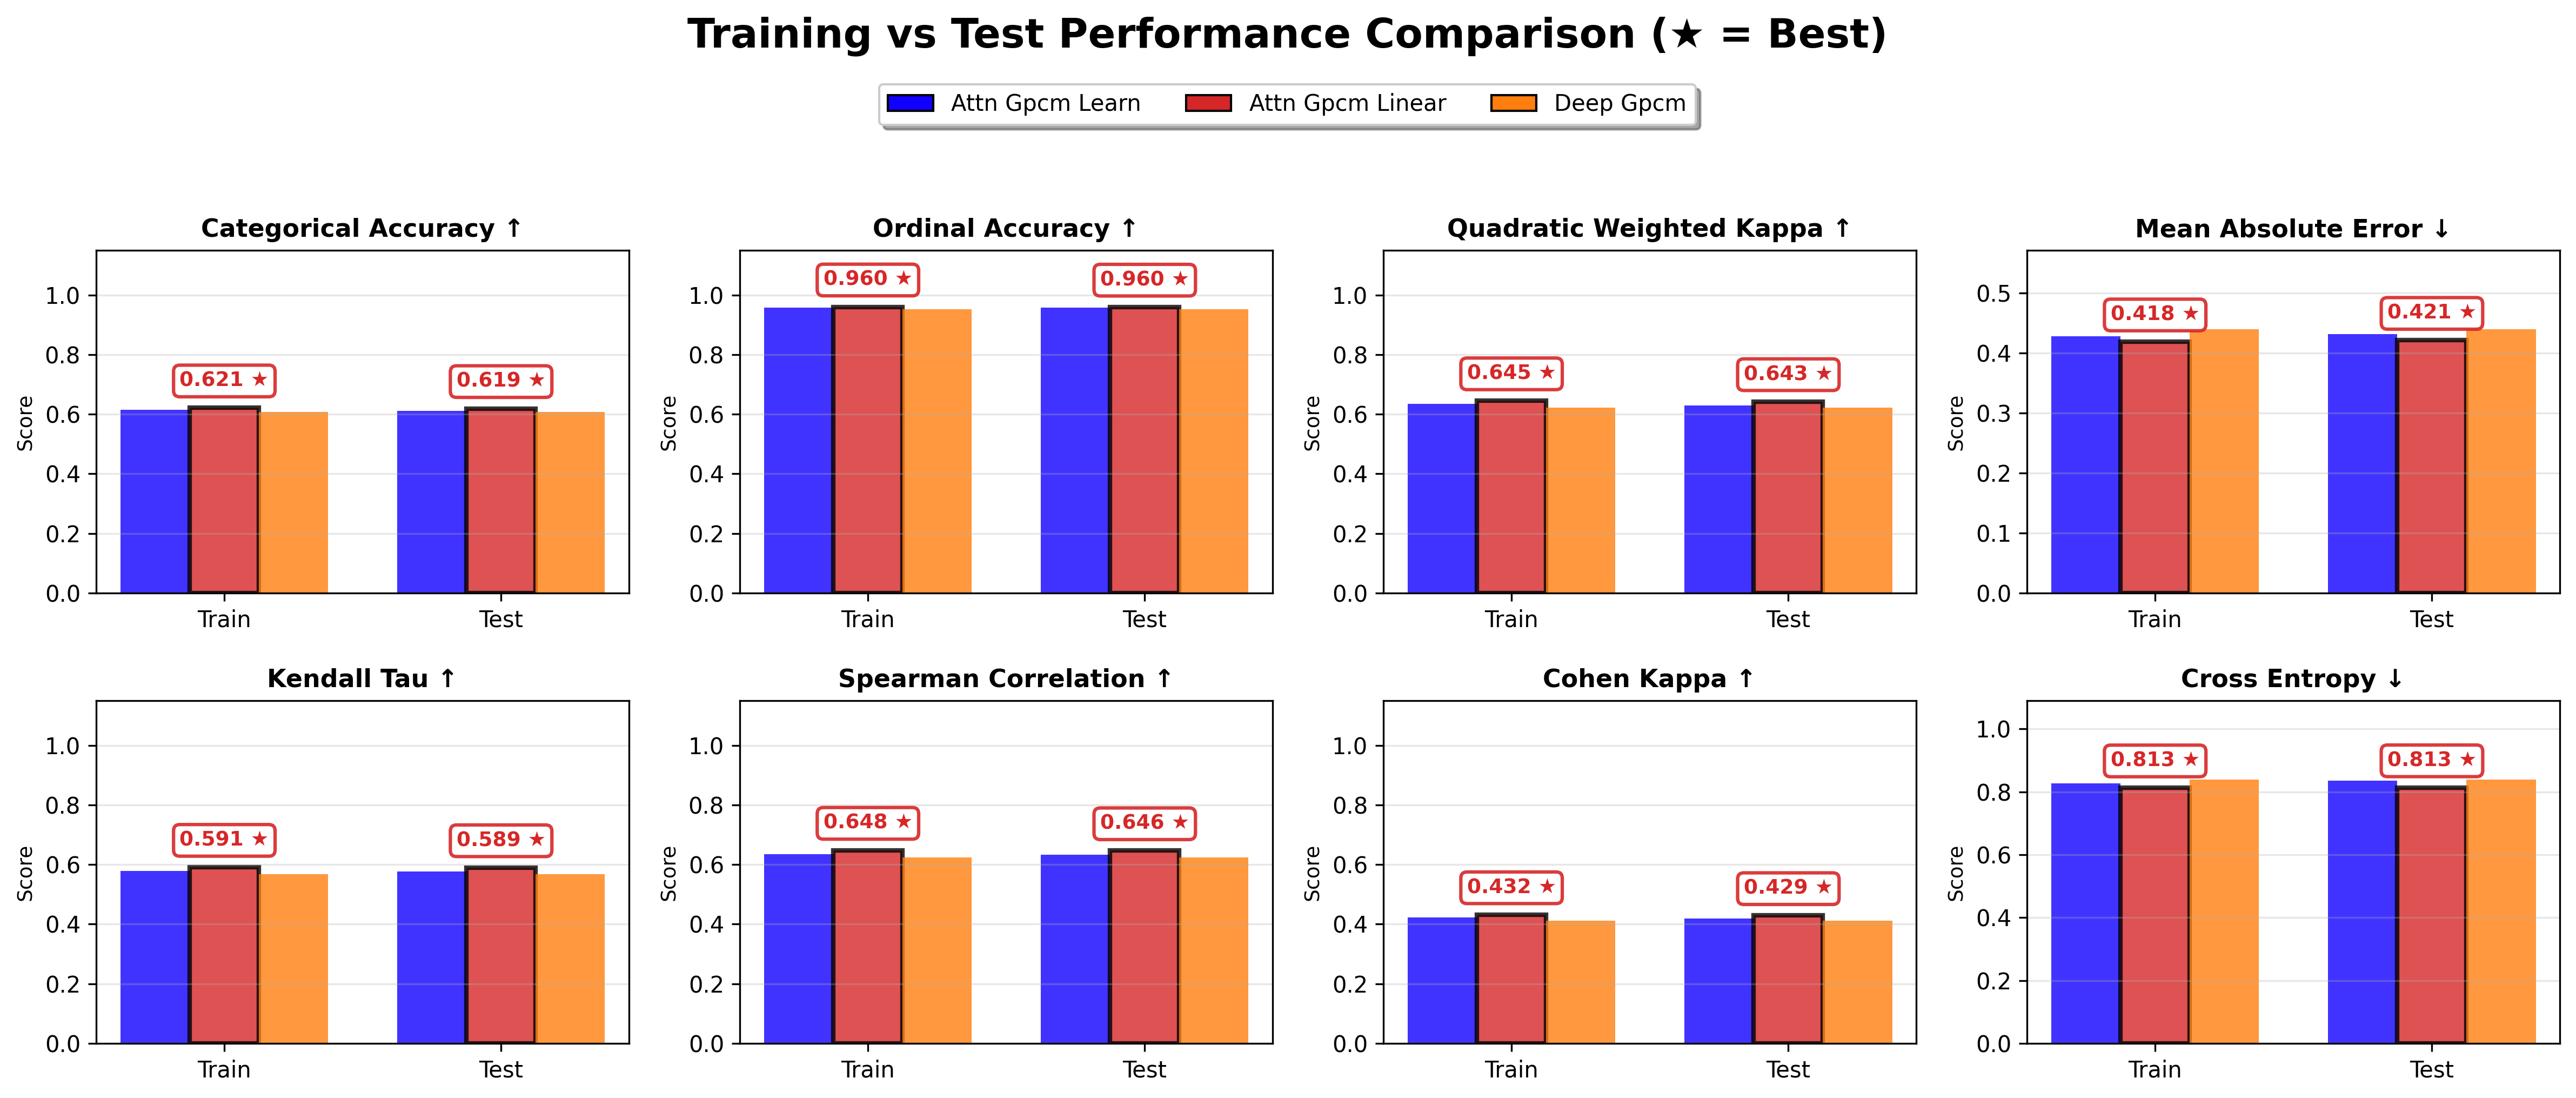 Training vs Test Performance Comparison (★ = Best)
Attn Gpcm Learn Attn Gpcm Linear Deep Gpcm
Categorical Accuracy ↑
Score
1.0
0.8
0.6
0.4
0.2
0.0
0.621 ★
0.619 ★
Train Test
Ordinal Accuracy ↑
Score
1.0
0.8
0.6
0.4
0.2
0.0
0.960 ★
0.960 ★
Train Test
Quadratic Weighted Kappa ↑
Score
1.0
0.8
0.6
0.4
0.2
0.0
0.645 ★
0.643 ★
Train Test
Mean Absolute Error ↓
Score
0.5
0.4
0.3
0.2
0.1
0.0
0.418 ★
0.421 ★
Train Test
Kendall Tau ↑
Score
1.0
0.8
0.6
0.4
0.2
0.0
0.591 ★
0.589 ★
Train Test
Spearman Correlation ↑
Score
1.0
0.8
0.6
0.4
0.2
0.0
0.648 ★
0.646 ★
Train Test
Cohen Kappa ↑
Score
1.0
0.8
0.6
0.4
0.2
0.0
0.432 ★
0.429 ★
Train Test
Cross Entropy ↓
Score
1.0
0.8
0.6
0.4
0.2
0.0
0.813 ★
0.813 ★
Train Test